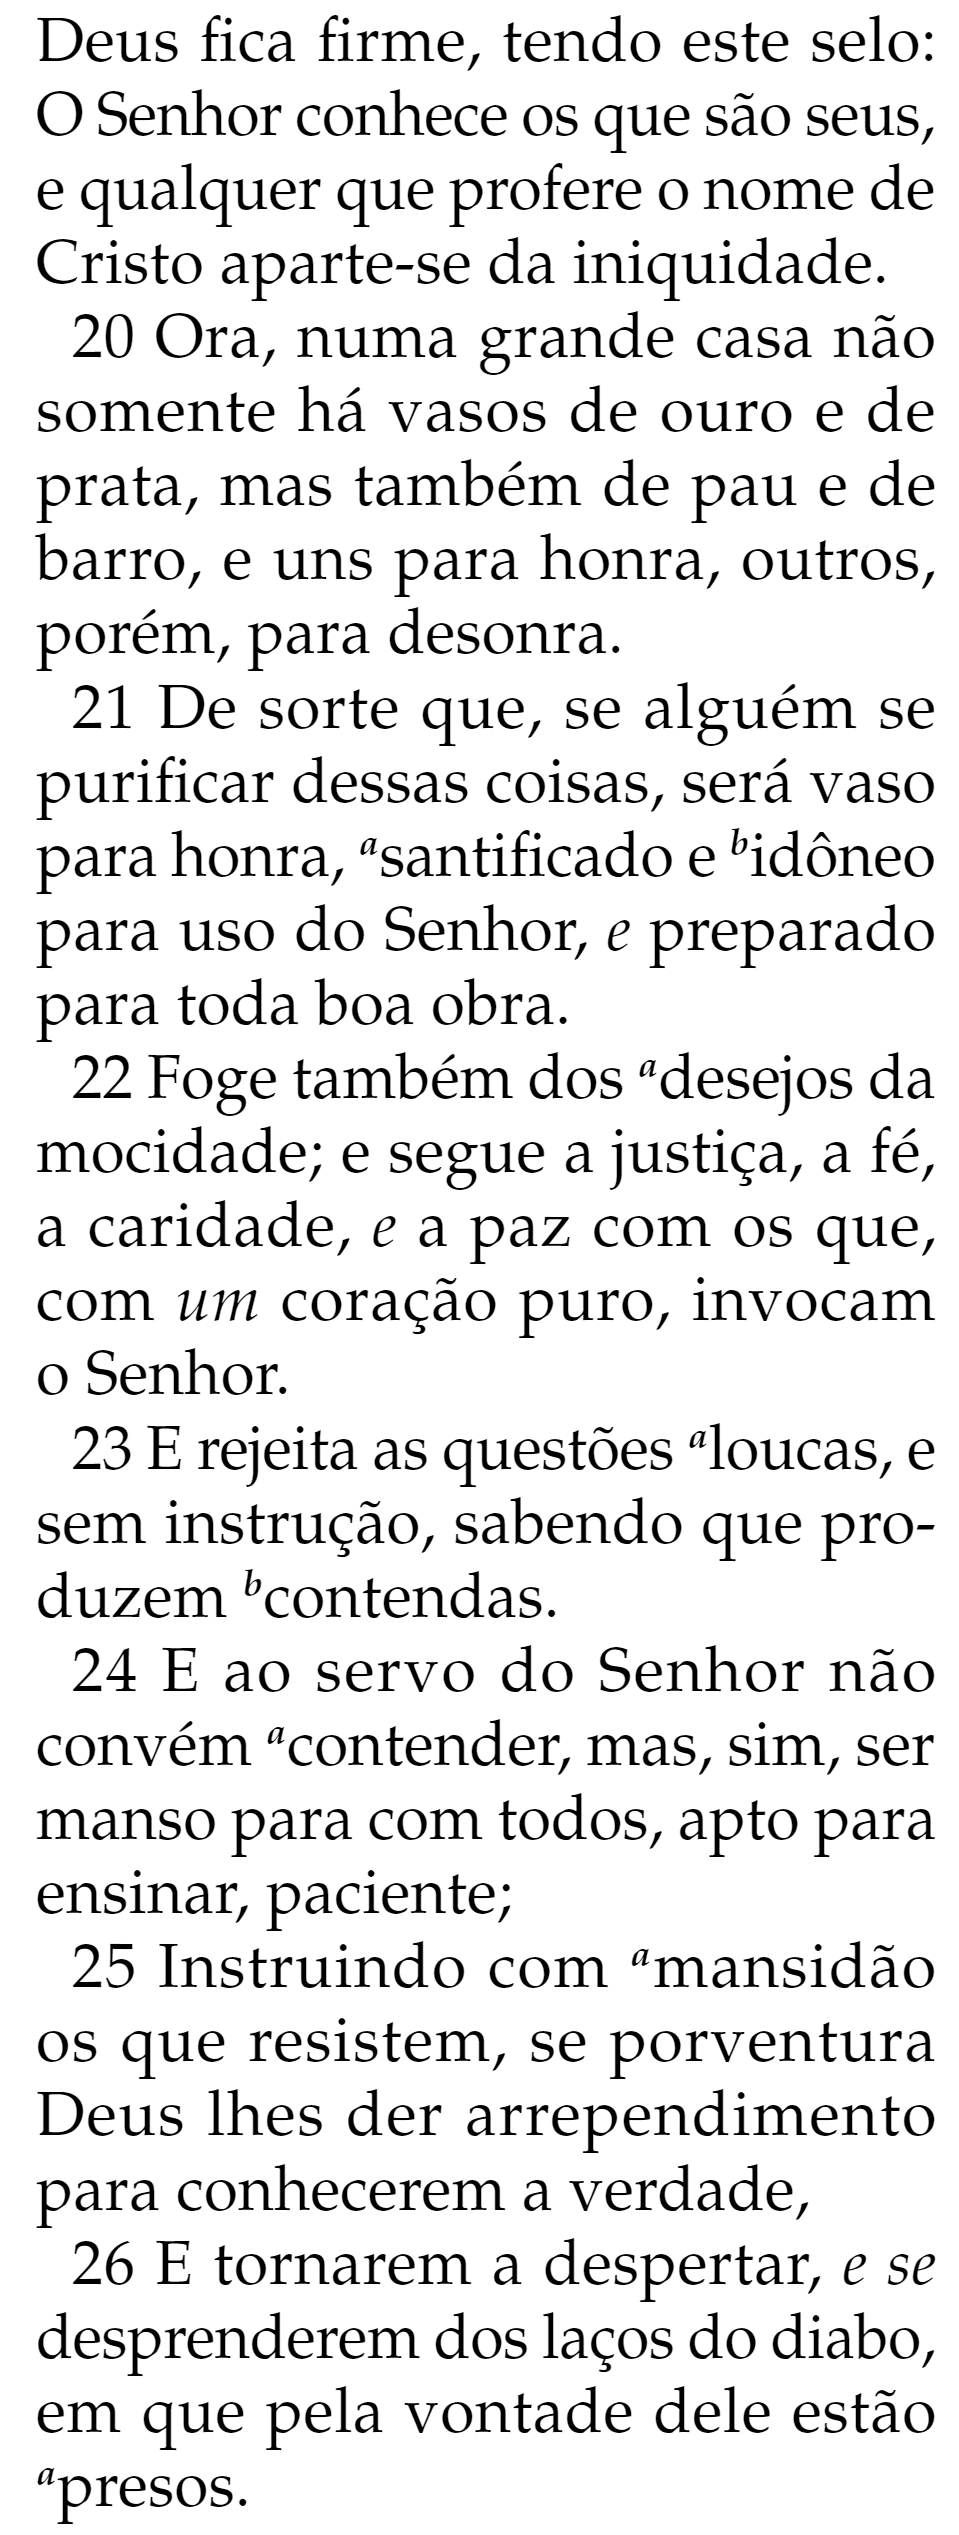 Deus fica firme, tendo este selo:
O Senhor conhece os que são seus,
e qualquer que profere o nome de
Cristo aparte-se da iniquidade.
20 Ora, numa grande casa não
somente há vasos de ouro e de
prata, mas também de pau e de
barro, e uns para honra, outros,
porém, para desonra.
21 De sorte que, se alguém se
purificar dessas coisas, será vaso
para honra, ᵃsantificado e ᵇidôneo
para uso do Senhor, e preparado
para toda boa obra.
22 Foge também dos ᵃdesejos da
mocidade; e segue a justiça, a fé,
a caridade, e a paz com os que,
com um coração puro, invocam
o Senhor.
23 E rejeita as questões ᵃloucas, e
sem instrução, sabendo que pro-
duzem ᵇcontendas.
24 E ao servo do Senhor não
convém ᵃcontender, mas, sim, ser
manso para com todos, apto para
ensinar, paciente;
25 Instruindo com ᵃmansidão
os que resistem, se porventura
Deus lhes der arrependimento
para conhecerem a verdade,
26 E tornarem a despertar, e se
desprenderem dos laços do diabo,
em que pela vontade dele estão
ᵃpresos.